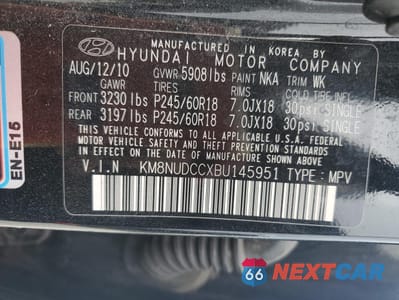 MANUFACTURED IN KOREA BY
HYUNDAI MOTOR COMPANY
AUG/12/10 GVWR 5908lbs PAINT NKA TRIM WK
GAWR TIRES RIMS COLD TIRE INFL.
FRONT 3230 lbs P245/60R18 7.0JX18 30psi SINGLE
REAR 3197 lbs P245/60R18 7.0JX18 30psi SINGLE
THIS VEHICLE CONFORMS TO ALL APPLICABLE U.S.A. FEDERAL
MOTOR VEHICLE SAFETY AND
THEFT PREVENTION STANDARDS IN EFFECT ON THE DATE OF
MANUFACTURE SHOWN ABOVE.
V.I.N KM8NUDCCXBU145951 TYPE: MPV
EN-E16
66 NEXTCAR